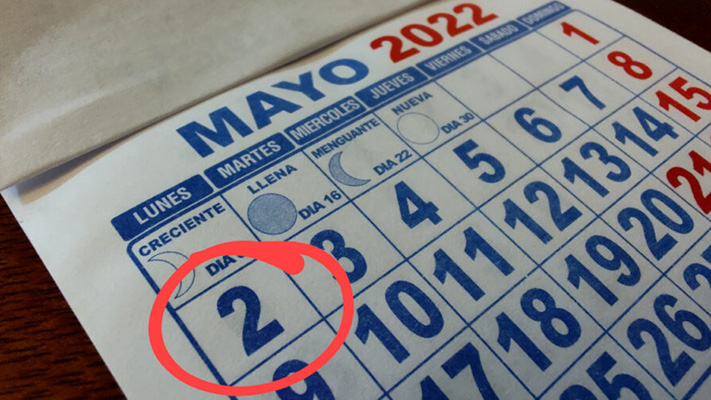 MAYO 2022
LUNES MARTES MIERCOLES JUEVES VIERNES SABADO DOMINGO
CRECIENTE LLENA MENGUANTE NUEVA 1
DIA DIA 16 DIA 22 DIA 30
2 3 4 5 6 7 8
9 10 11 12 13 14 15
17 18 19 20 21
25 26